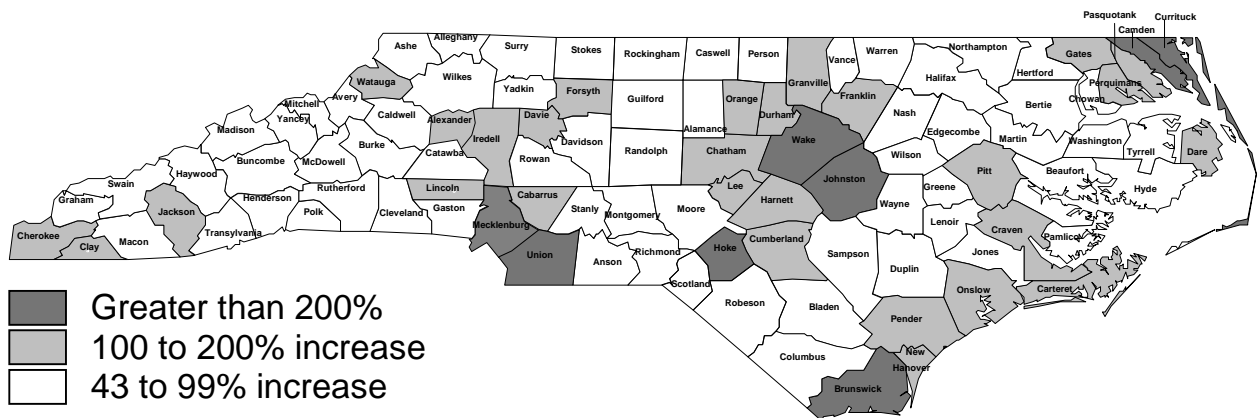 Pasquotank
Currituck
Camden
Alleghany
Ashe
Surry
Stokes
Rockingham
Caswell
Person
Granville
Vance
Warren
Northampton
Gates
Hertford
Halifax
Perquimans
Chowan
Bertie
Watauga
Wilkes
Yadkin
Forsyth
Guilford
Orange
Durham
Franklin
Nash
Edgecombe
Martin
Washington
Tyrrell
Dare
Mitchell
Avery
Yancey
Caldwell
Alexander
Iredell
Davie
Davidson
Alamance
Madison
Burke
Catawba
Rowan
Randolph
Chatham
Wake
Wilson
Johnston
Pitt
Beaufort
Hyde
Buncombe
McDowell
Haywood
Swain
Rutherford
Lincoln
Cabarrus
Stanly
Montgomery
Moore
Lee
Harnett
Wayne
Greene
Lenoir
Craven
Pamlico
Graham
Jackson
Henderson
Polk
Cleveland
Gaston
Mecklenburg
Cherokee
Clay
Macon
Transylvania
Union
Anson
Richmond
Scotland
Hoke
Cumberland
Sampson
Duplin
Jones
Onslow
Carteret
Robeson
Bladen
Pender
Columbus
New
Hanover
Brunswick
Greater than 200%
100 to 200% increase
43 to 99% increase